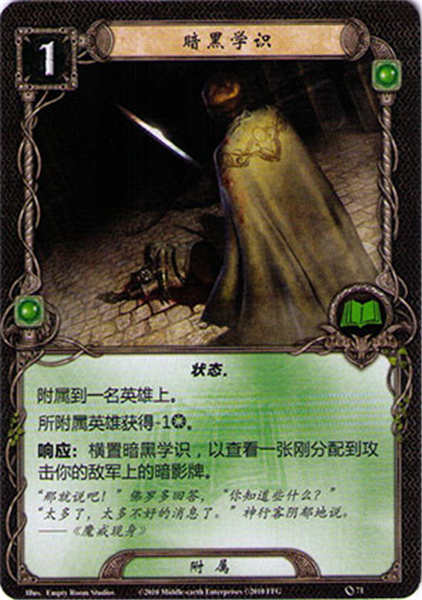 1
暗黑学识
状态.
附属到一名英雄上。
所附属英雄获得-1。
响应：横置暗黑学识，以查看一张刚分配到攻
击你的敌军上的暗影牌。
“那就说吧！”佛罗多回答，“你知道些什么？”
“太多了，太多不好的消息了。”神行客阴郁地说。
——《魔戒现身》
附属
Illus. Empty Room Studios ©2010 Middle-earth Enterprises ©2010 FFG 71